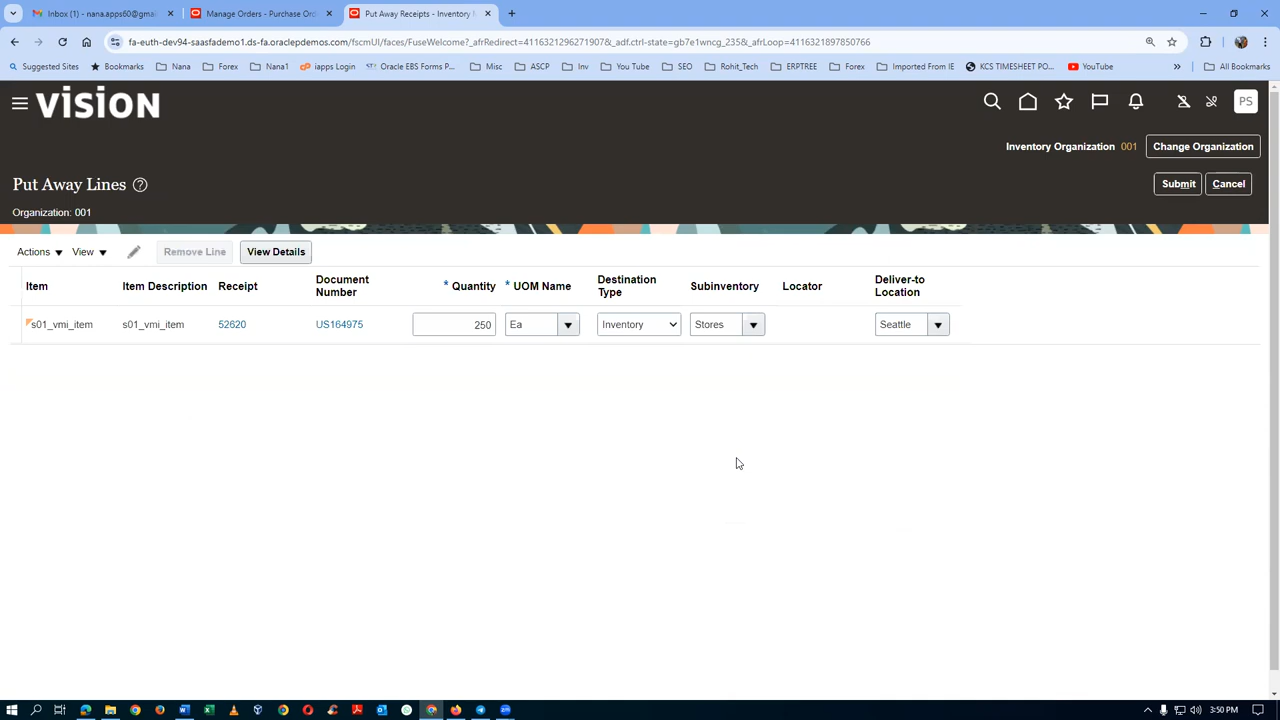 Inbox (1) - nana.apps60@gmai
Manage Orders - Purchase Ord
Put Away Receipts - Inventory M
fa-euth-dev94-saasfademo1.ds-fa.oraclepdemos.com/fscmUI/faces/FuseWelcome?_afrRedirect=4116321296271907&_adf.ctrl-state=gb7e1wncg_235&_afrLoop=4116321897850766
Suggested Sites
Bookmarks
Nana
Forex
Nana1
iapps Login
Oracle EBS Forms P...
Misc
ASCP
Inv
You Tube
SEO
Rohit_Tech
ERPTREE
Forex
Imported From IE
KCS TIMESHEET PO...
YouTube
All Bookmarks
VISION
PS
Inventory Organization 001 Change Organization
Put Away Lines
Submit Cancel
Organization: 001
Actions View Remove Line View Details
Item
Item Description
Receipt
Document
Number
* Quantity
* UOM Name
Destination
Type
Subinventory
Locator
Deliver-to
Location
s01_vmi_item s01_vmi_item 52620 US164975 250 Ea Inventory Stores Seattle
3:50 PM